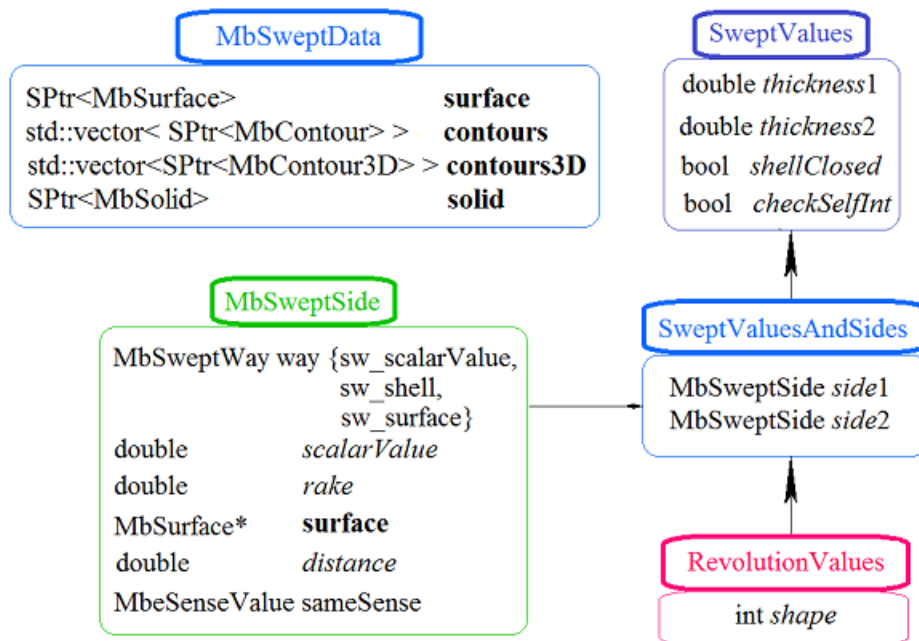 MbSweptData
SPtr<MbSurface> surface
std::vector< SPtr<MbContour> > contours
std::vector<SPtr<MbContour3D> > contours3D
SPtr<MbSolid> solid
SweptValues
double thickness1
double thickness2
bool shellClosed
bool checkSelfInt
MbSweptSide
MbSweptWay way {sw_scalarValue,
sw_shell,
sw_surface}
double scalarValue
double rake
MbSurface* surface
double distance
MbeSenseValue sameSense
SweptValuesAndSides
MbSweptSide side1
MbSweptSide side2
RevolutionValues
int shape